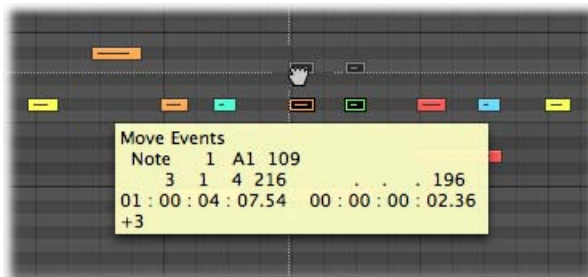 Move Events
Note 1 A1 109
3 1 4 216 . . . 196
01 : 00 : 04 : 07.54 00 : 00 : 00 : 02.36
+3